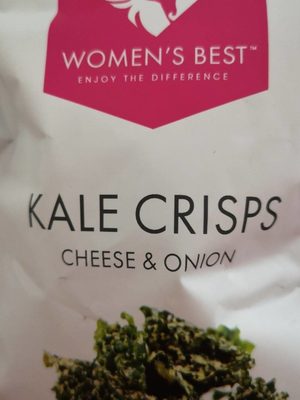 WOMEN'S BEST™
ENJOY THE DIFFERENCE
KALE CRISPS
CHEESE & ONION